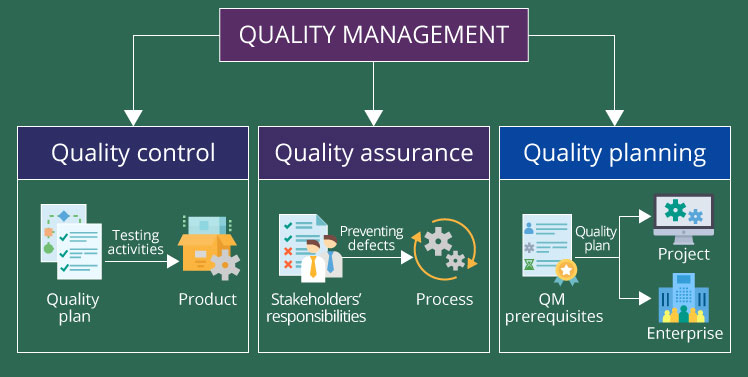 QUALITY MANAGEMENT
Quality control
Testing
activities
Quality
plan
Product
Quality assurance
Preventing
defects
Stakeholders’
responsibilities
Process
Quality planning
Quality
plan
QM
prerequisites
Project
Enterprise